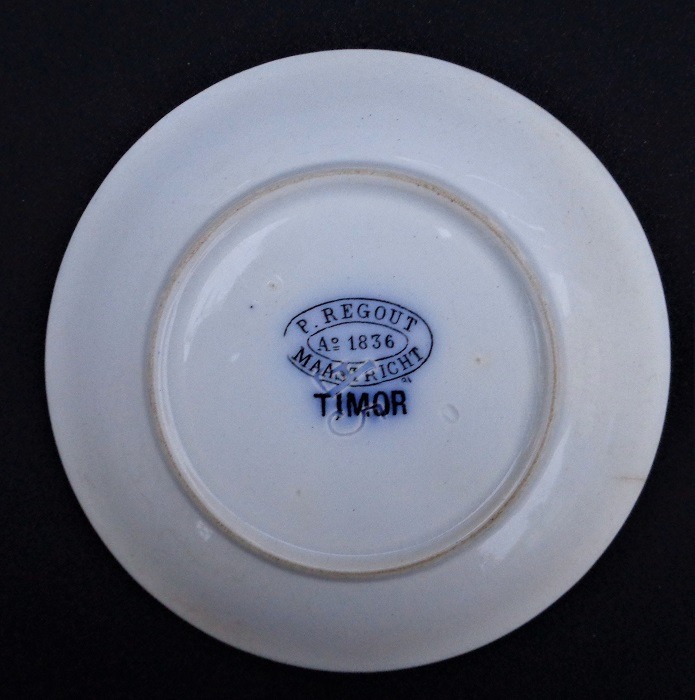 P. REGOUT
Aº 1836
MAASTRICHT
TIMOR